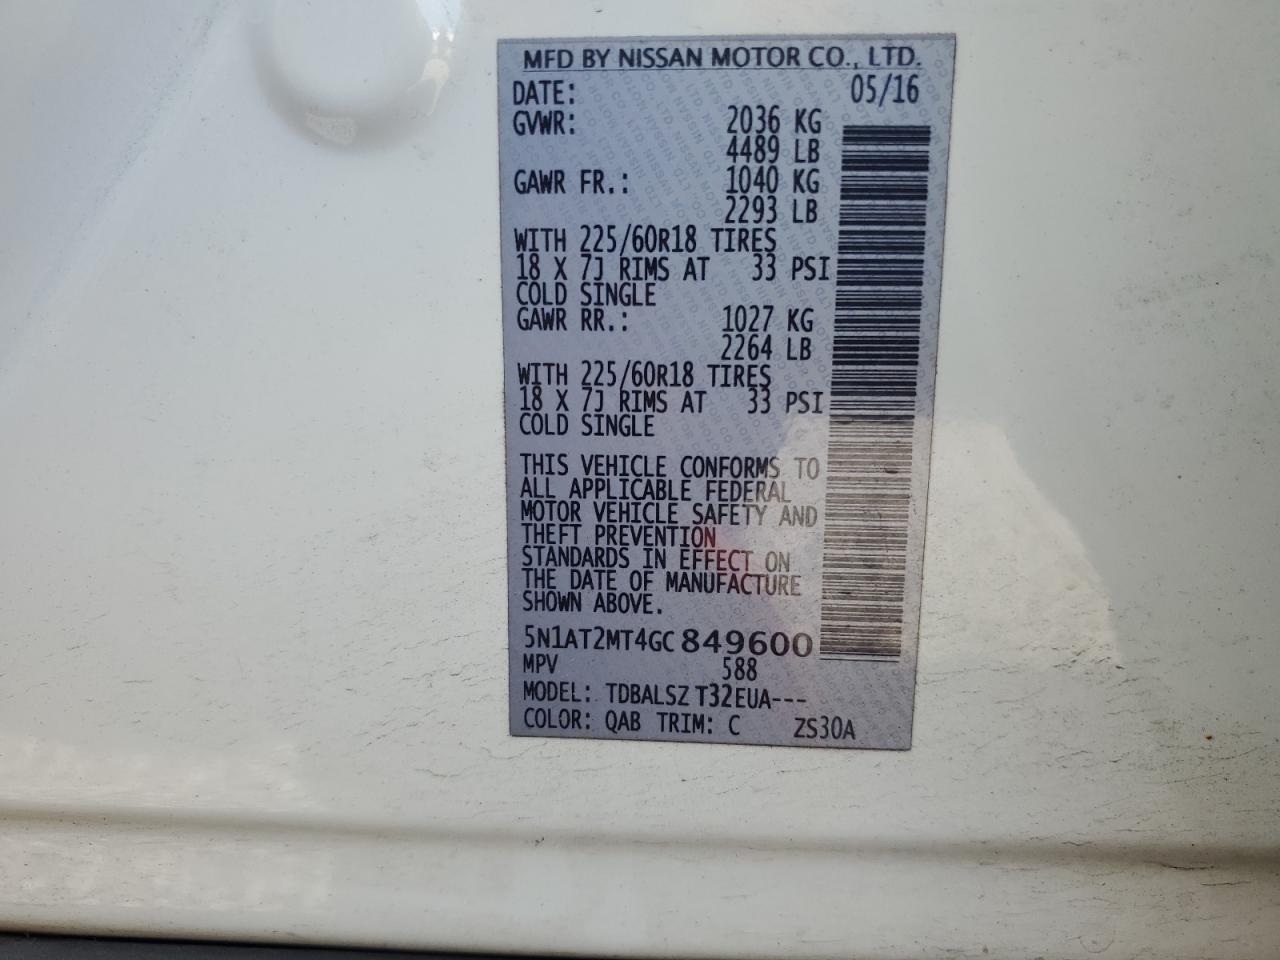 MFD BY NISSAN MOTOR CO., LTD.
DATE: 05/16
GVWR: 2036 KG
4489 LB
GAWR FR.: 1040 KG
2293 LB
WITH 225/60R18 TIRES
18 X 7J RIMS AT 33 PSI
COLD SINGLE
GAWR RR.: 1027 KG
2264 LB
WITH 225/60R18 TIRES
18 X 7J RIMS AT 33 PSI
COLD SINGLE
THIS VEHICLE CONFORMS TO
ALL APPLICABLE FEDERAL
MOTOR VEHICLE SAFETY AND
THEFT PREVENTION
STANDARDS IN EFFECT ON
THE DATE OF MANUFACTURE
SHOWN ABOVE.
5N1AT2MT4GC849600
MPV 588
MODEL: TDBALSZ T32EUA---
COLOR: QAB TRIM: C ZS30A